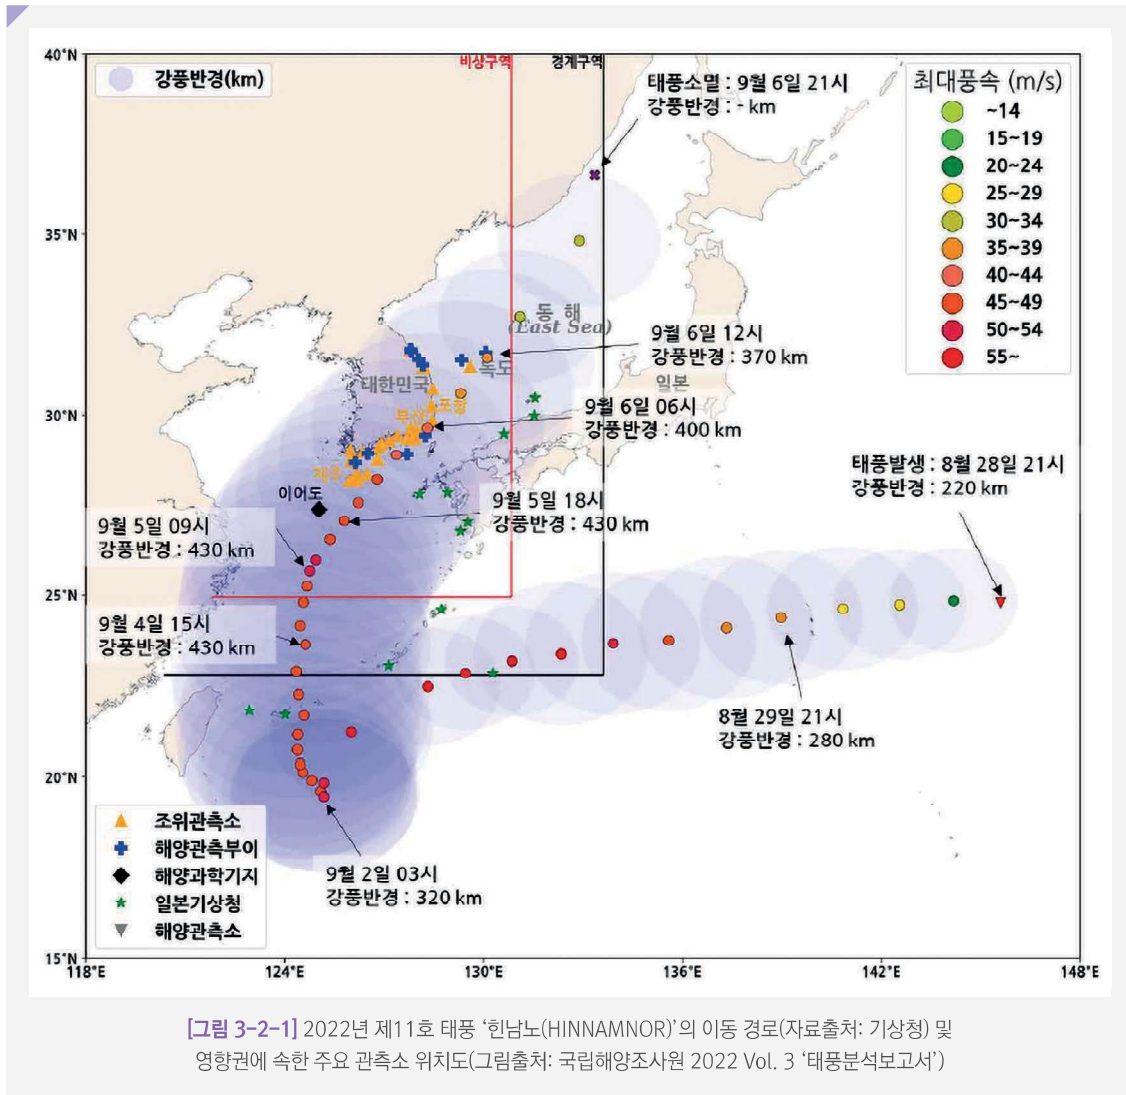 40°N
35°N
30°N
25°N
20°N
15°N
118°E
124°E
130°E
136°E
142°E
148°E
강풍반경(km)
비상구역
경계구역
태풍소멸 : 9월 6일 21시
강풍반경 : - km
최대풍속 (m/s)
~14
15~19
20~24
25~29
30~34
35~39
40~44
45~49
50~54
55~
동 해
(East Sea)
독도
대한민국
포항
부산
제주
이어도
일본
9월 6일 12시
강풍반경 : 370 km
9월 6일 06시
강풍반경 : 400 km
태풍발생 : 8월 28일 21시
강풍반경 : 220 km
9월 5일 18시
강풍반경 : 430 km
9월 5일 09시
강풍반경 : 430 km
9월 4일 15시
강풍반경 : 430 km
8월 29일 21시
강풍반경 : 280 km
9월 2일 03시
강풍반경 : 320 km
조위관측소
해양관측부이
해양과학기지
일본기상청
해양관측소
[그림 3-2-1] 2022년 제11호 태풍 ‘힌남노(HINNAMNOR)’의 이동 경로(자료출처: 기상청) 및
영향권에 속한 주요 관측소 위치도(그림출처: 국립해양조사원 2022 Vol. 3 ‘태풍분석보고서’)